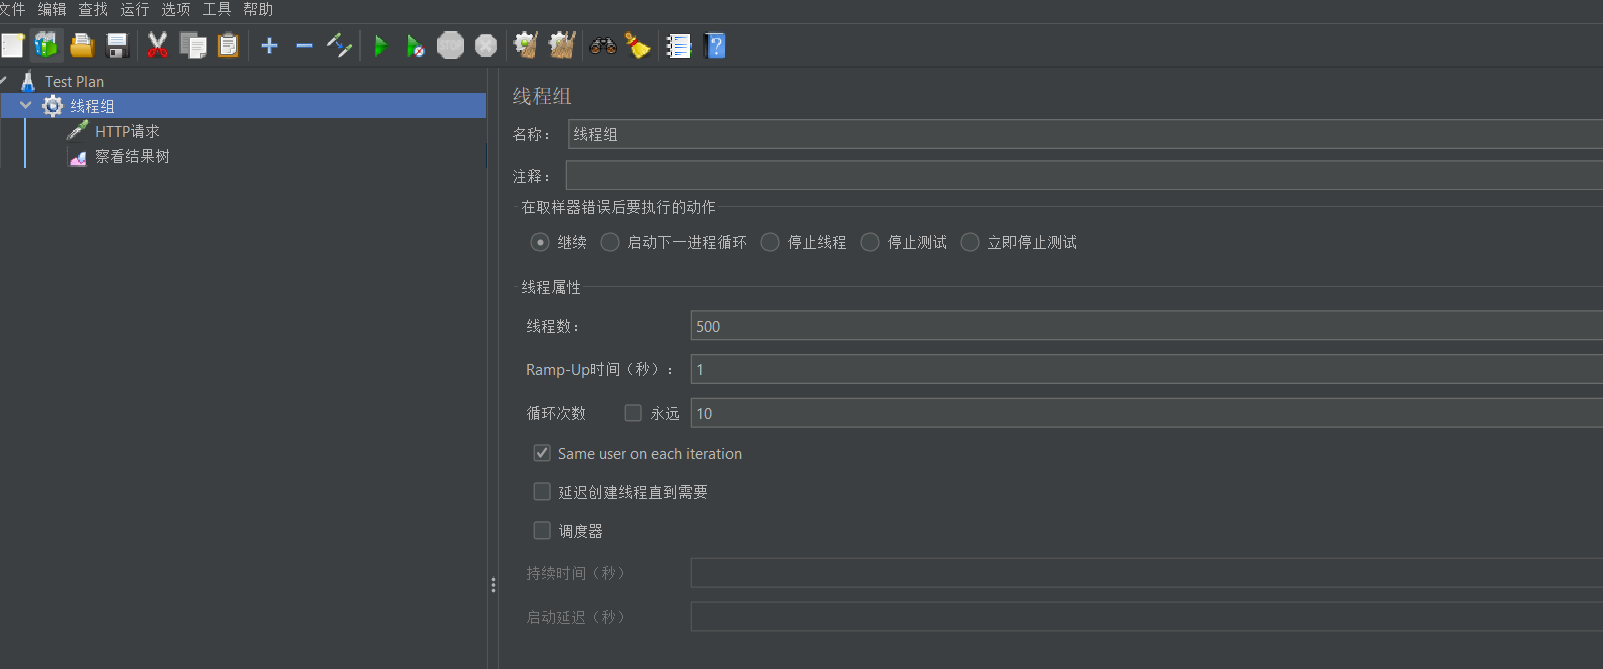 文件 编辑 查找 运行 选项 工具 帮助
STOP
Test Plan
线程组
HTTP请求
察看结果树
线程组
名称： 线程组
注释：
在取样器错误后要执行的动作
继续 启动下一进程循环 停止线程 停止测试 立即停止测试
线程属性
线程数： 500
Ramp-Up时间（秒）： 1
循环次数 永远 10
Same user on each iteration
延迟创建线程直到需要
调度器
持续时间（秒）
启动延迟（秒）